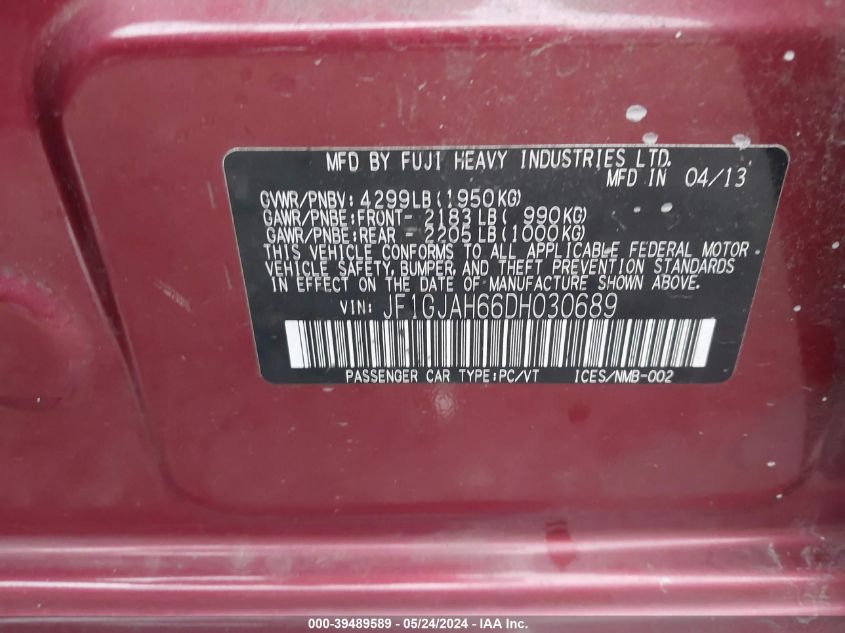 MFD BY FUJI HEAVY INDUSTRIES LTD.
MFD IN 04/13
GVWR/PNBV: 4299LB(1950KG)
GAWR/PNBE:FRONT- 2183LB( 990KG)
GAWR/PNBE:REAR - 2205LB(1000KG)
THIS VEHICLE CONFORMS TO ALL APPLICABLE FEDERAL MOTOR
VEHICLE SAFETY, BUMPER, AND THEFT PREVENTION STANDARDS
IN EFFECT ON THE DATE OF MANUFACTURE SHOWN ABOVE.
VIN: JF1GJAH66DH030689
PASSENGER CAR TYPE:PC/VT ICES/NMB-002
000-39489589 - 05/24/2024 - IAA Inc.